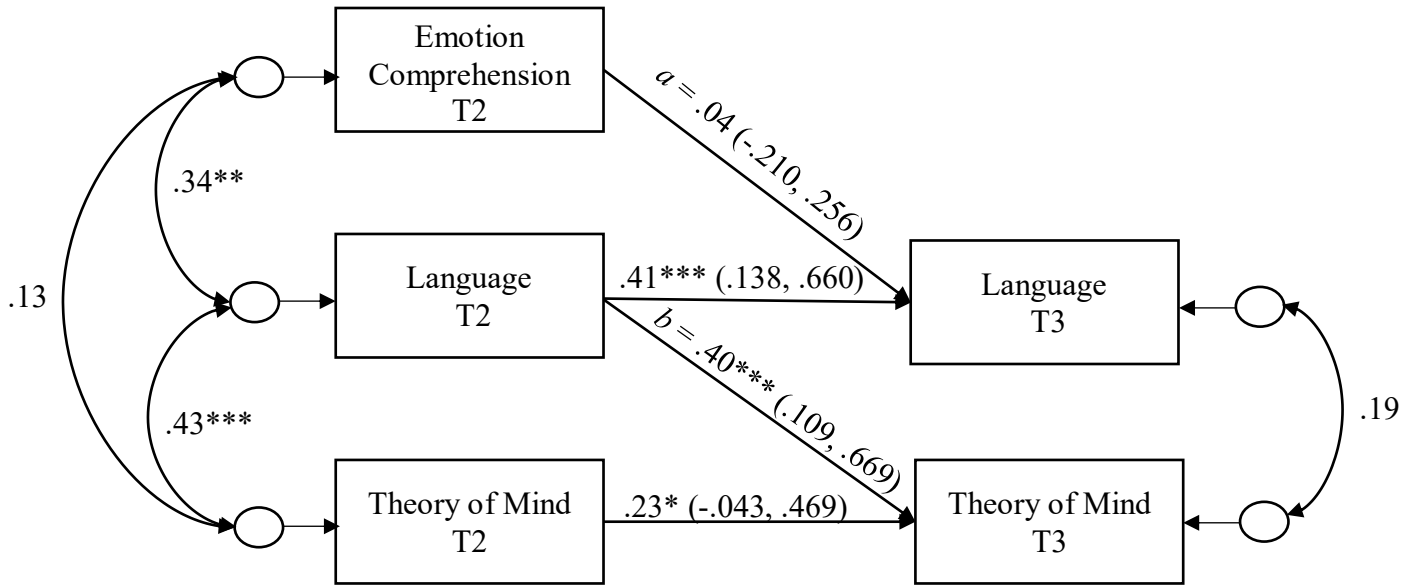 Emotion
Comprehension
T2
a = .04 (-.210, .256)
.34**
.13
Language
T2
.41*** (.138, .660)
Language
T3
b = .40*** (.109, .669)
.19
.43***
Theory of Mind
T2
.23* (-.043, .469)
Theory of Mind
T3